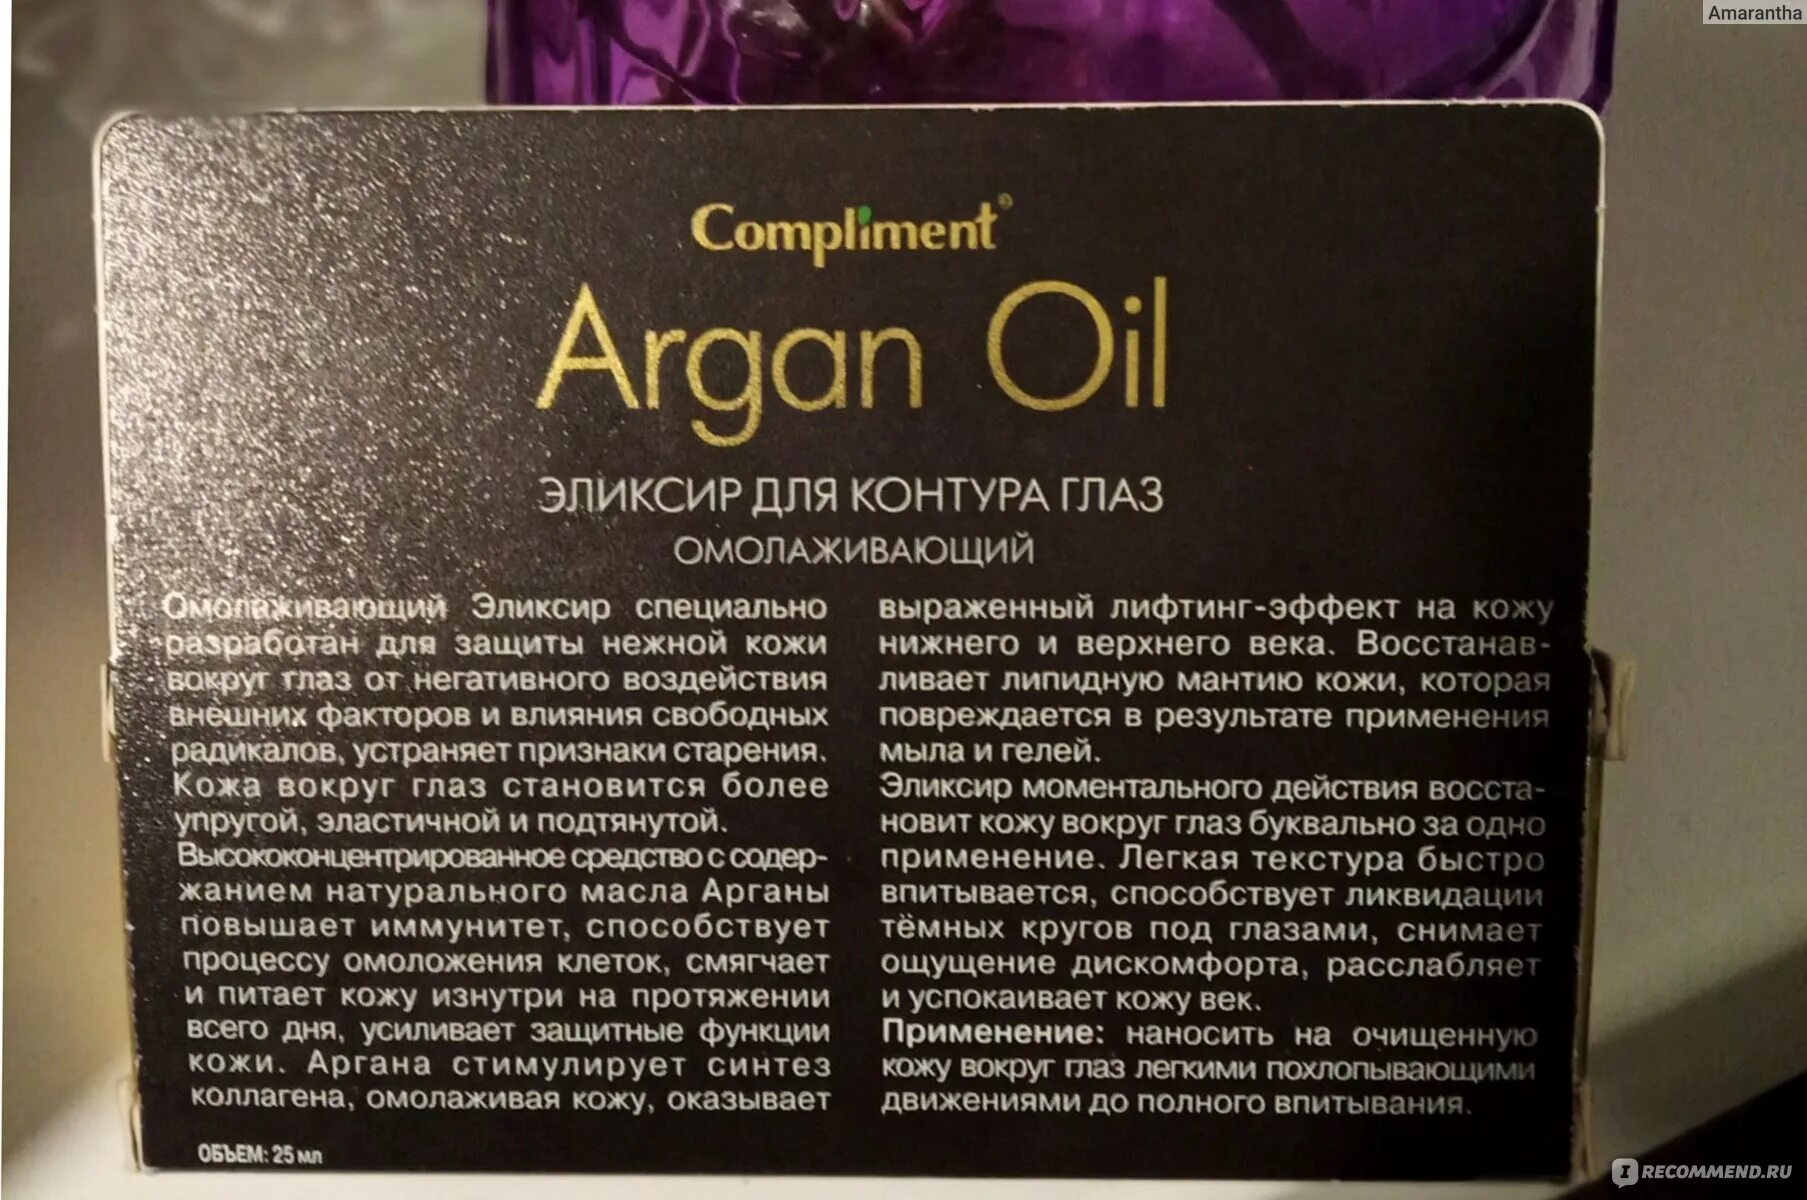 Amarantha
Compliment®
Argan Oil
ЭЛИКСИР ДЛЯ КОНТУРА ГЛАЗ
ОМОЛАЖИВАЮЩИЙ
Омолаживающий Эликсир специально
разработан для защиты нежной кожи
вокруг глаз от негативного воздействия
внешних факторов и влияния свободных
радикалов, устраняет признаки старения.
Кожа вокруг глаз становится более
упругой, эластичной и подтянутой.
Высококонцентрированное средство с содер-
жанием натурального масла Арганы
повышает иммунитет, способствует
процессу омоложения клеток, смягчает
и питает кожу изнутри на протяжении
всего дня, усиливает защитные функции
кожи. Аргана стимулирует синтез
коллагена, омолаживая кожу, оказывает
выраженный лифтинг-эффект на кожу
нижнего и верхнего века. Восстанав-
ливает липидную мантию кожи, которая
повреждается в результате применения
мыла и гелей.
Эликсир моментального действия восста-
новит кожу вокруг глаз буквально за одно
применение. Легкая текстура быстро
впитывается, способствует ликвидации
тёмных кругов под глазами, снимает
ощущение дискомфорта, расслабляет
и успокаивает кожу век.
Применение: наносить на очищенную
кожу вокруг глаз легкими похлопывающими
движениями до полного впитывания.
ОБЪЕМ: 25 мл
IRECOMMEND.RU